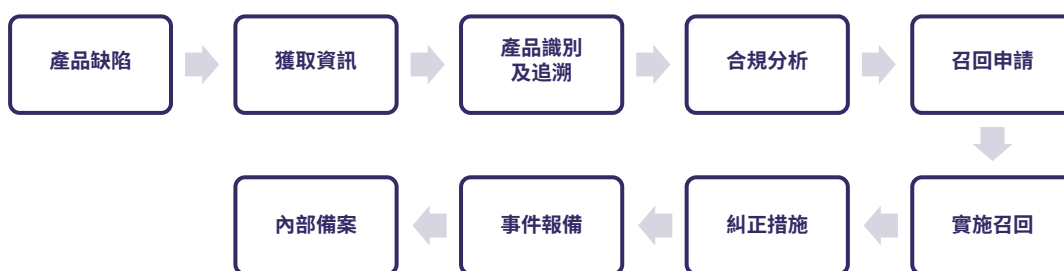 產品缺陷
獲取資訊
產品識別
及追溯
合規分析
召回申請
實施召回
糾正措施
事件報備
內部備案